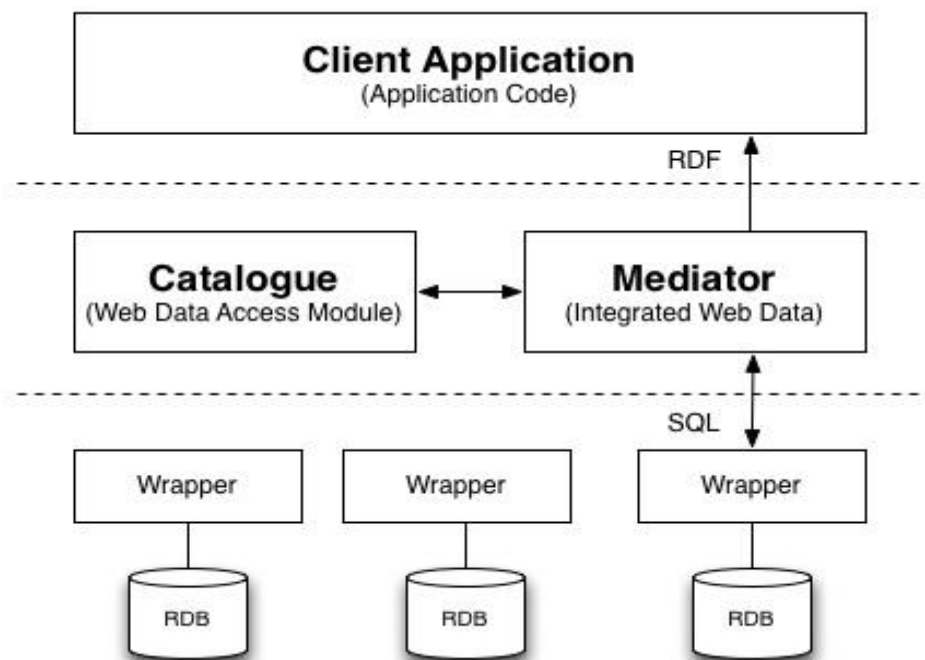 Client Application
(Application Code)
RDF
Catalogue
(Web Data Access Module)
Mediator
(Integrated Web Data)
SQL
Wrapper
Wrapper
Wrapper
RDB
RDB
RDB